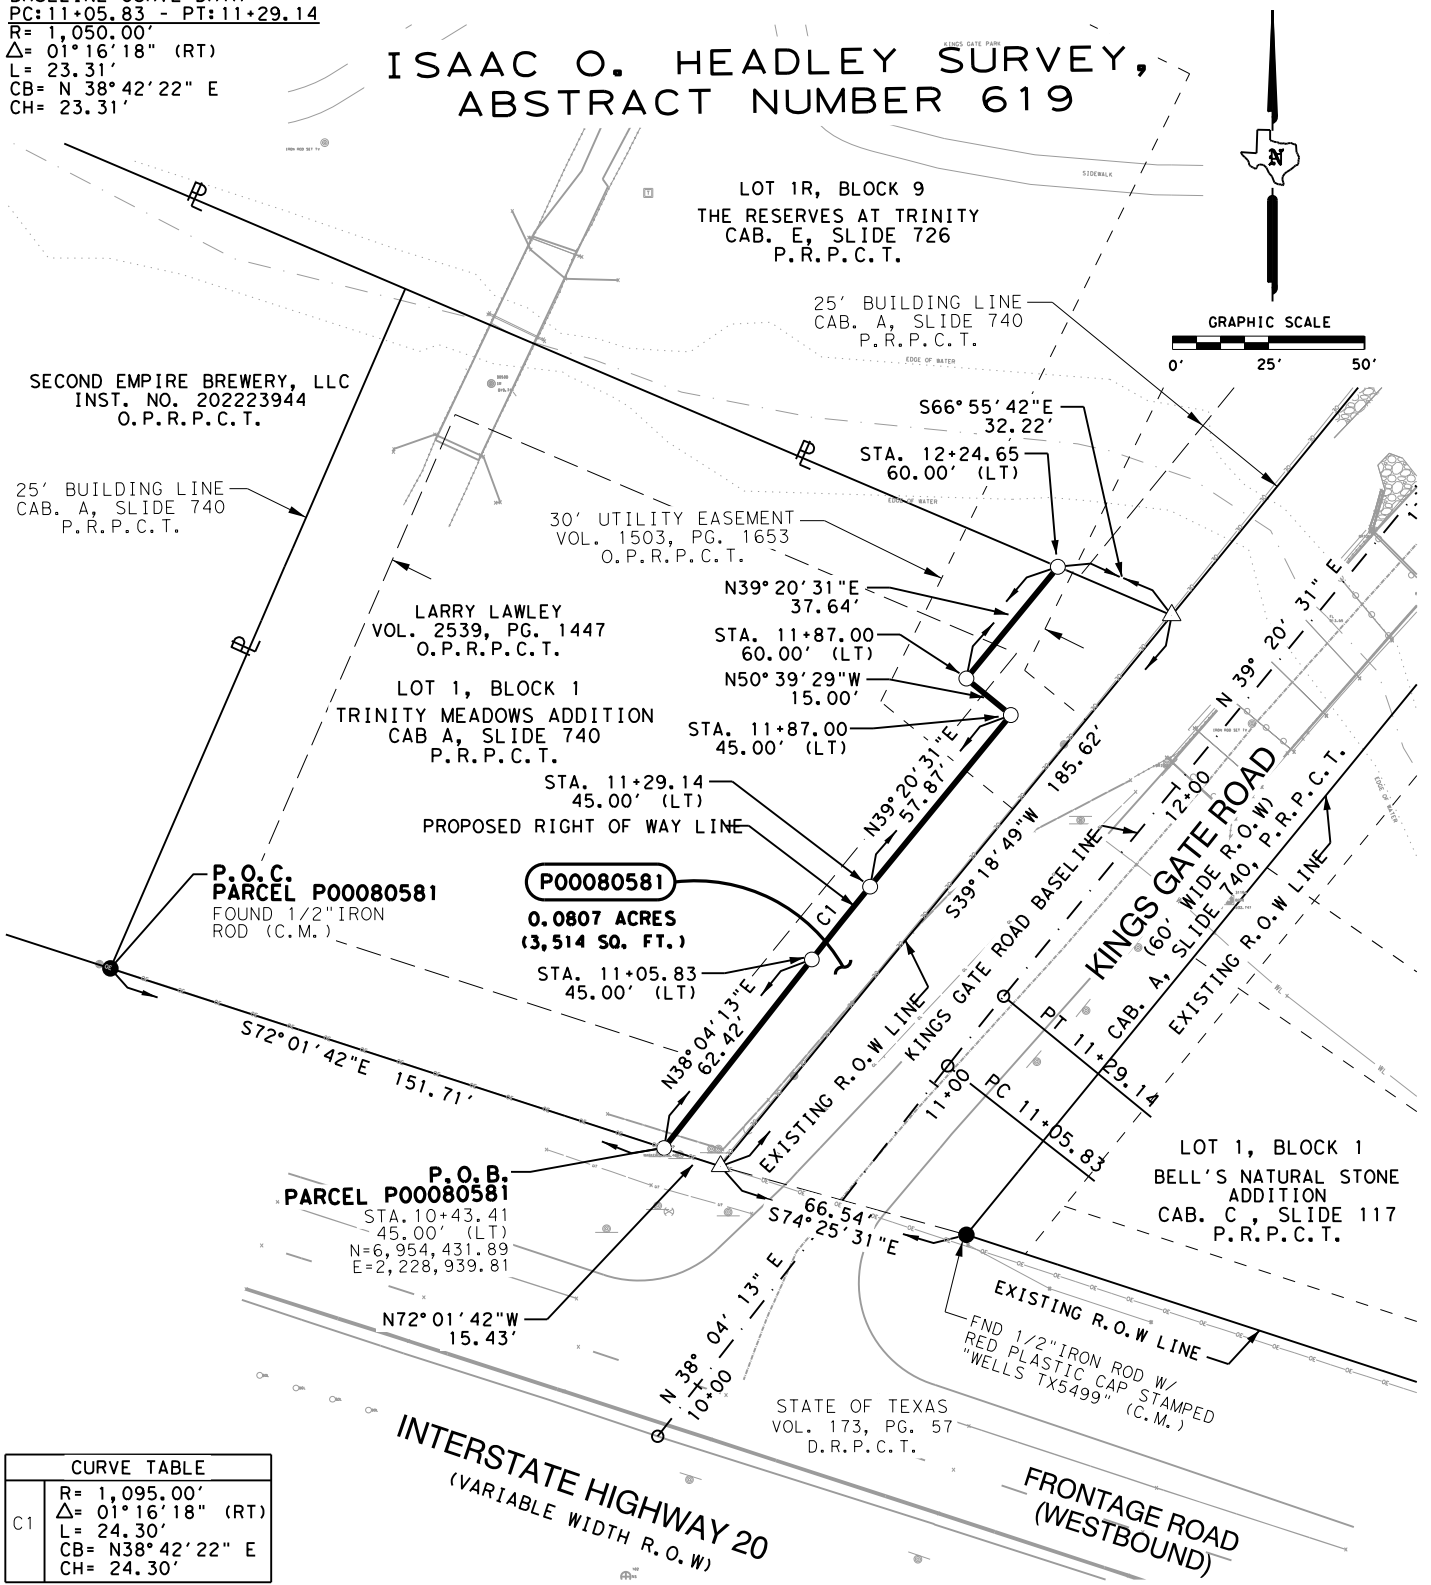 PC:11+05.83 - PT:11+29.14
R= 1,050.00'
Δ= 01°16'18" (RT)
L= 23.31'
CB= N 38°42'22" E
CH= 23.31'
ISAAC O. HEADLEY SURVEY,
ABSTRACT NUMBER 619
KINGS GATE PARK
SIDEWALK
N
LOT 1R, BLOCK 9
THE RESERVES AT TRINITY
CAB. E, SLIDE 726
P.R.P.C.T.
25' BUILDING LINE
CAB. A, SLIDE 740
P.R.P.C.T.
GRAPHIC SCALE
0' 25' 50'
EDGE OF WATER
SECOND EMPIRE BREWERY, LLC
INST. NO. 202223944
O.P.R.P.C.T.
S66°55'42"E
32.22'
STA. 12+24.65
60.00' (LT)
25' BUILDING LINE
CAB. A, SLIDE 740
P.R.P.C.T.
EDGE OF WATER
30' UTILITY EASEMENT
VOL. 1503, PG. 1653
O.P.R.P.C.T.
N39°20'31"E
37.64'
LARRY LAWLEY
VOL. 2539, PG. 1447
O.P.R.P.C.T.
STA. 11+87.00
60.00' (LT)
N50°39'29"W
15.00'
LOT 1, BLOCK 1
TRINITY MEADOWS ADDITION
CAB A, SLIDE 740
P.R.P.C.T.
STA. 11+87.00
45.00' (LT)
N39°20'31"E
57.87'
STA. 11+29.14
45.00' (LT)
PROPOSED RIGHT OF WAY LINE
P.O.C.
PARCEL P00080581
FOUND 1/2"IRON
ROD (C.M.)
P00080581
0.0807 ACRES
(3,514 SQ. FT.)
C1
STA. 11+05.83
45.00' (LT)
N38°04'13"E
62.42'
S39°18'49"W 185.62'
N 39° 20' 31" E
12+00
KINGS GATE ROAD
(60' WIDE R.O.W)
CAB. A, SLIDE 740, P.R.P.C.T.
EXISTING R.O.W LINE
KINGS GATE ROAD BASELINE
EXISTING R.O.W LINE
EDGE OF WATER
PT 11+29.14
PC 11+05.83
11+00
S72°01'42"E 151.71'
P.O.B.
PARCEL P00080581
STA.10+43.41
45.00' (LT)
N=6,954,431.89
E=2,228,939.81
N72°01'42"W
15.43'
66.54'
S74°25'31"E
LOT 1, BLOCK 1
BELL'S NATURAL STONE
ADDITION
CAB. C , SLIDE 117
P.R.P.C.T.
EXISTING R.O.W LINE
FND 1/2"IRON ROD W/
RED PLASTIC CAP STAMPED
"WELLS TX5499" (C.M.)
N 38° 04' 13" E
10+00
STATE OF TEXAS
VOL. 173, PG. 57
D.R.P.C.T.
INTERSTATE HIGHWAY 20
(VARIABLE WIDTH R.O.W)
FRONTAGE ROAD
(WESTBOUND)
CURVE TABLE
C1
R= 1,095.00'
Δ= 01°16'18" (RT)
L= 24.30'
CB= N38°42'22" E
CH= 24.30'